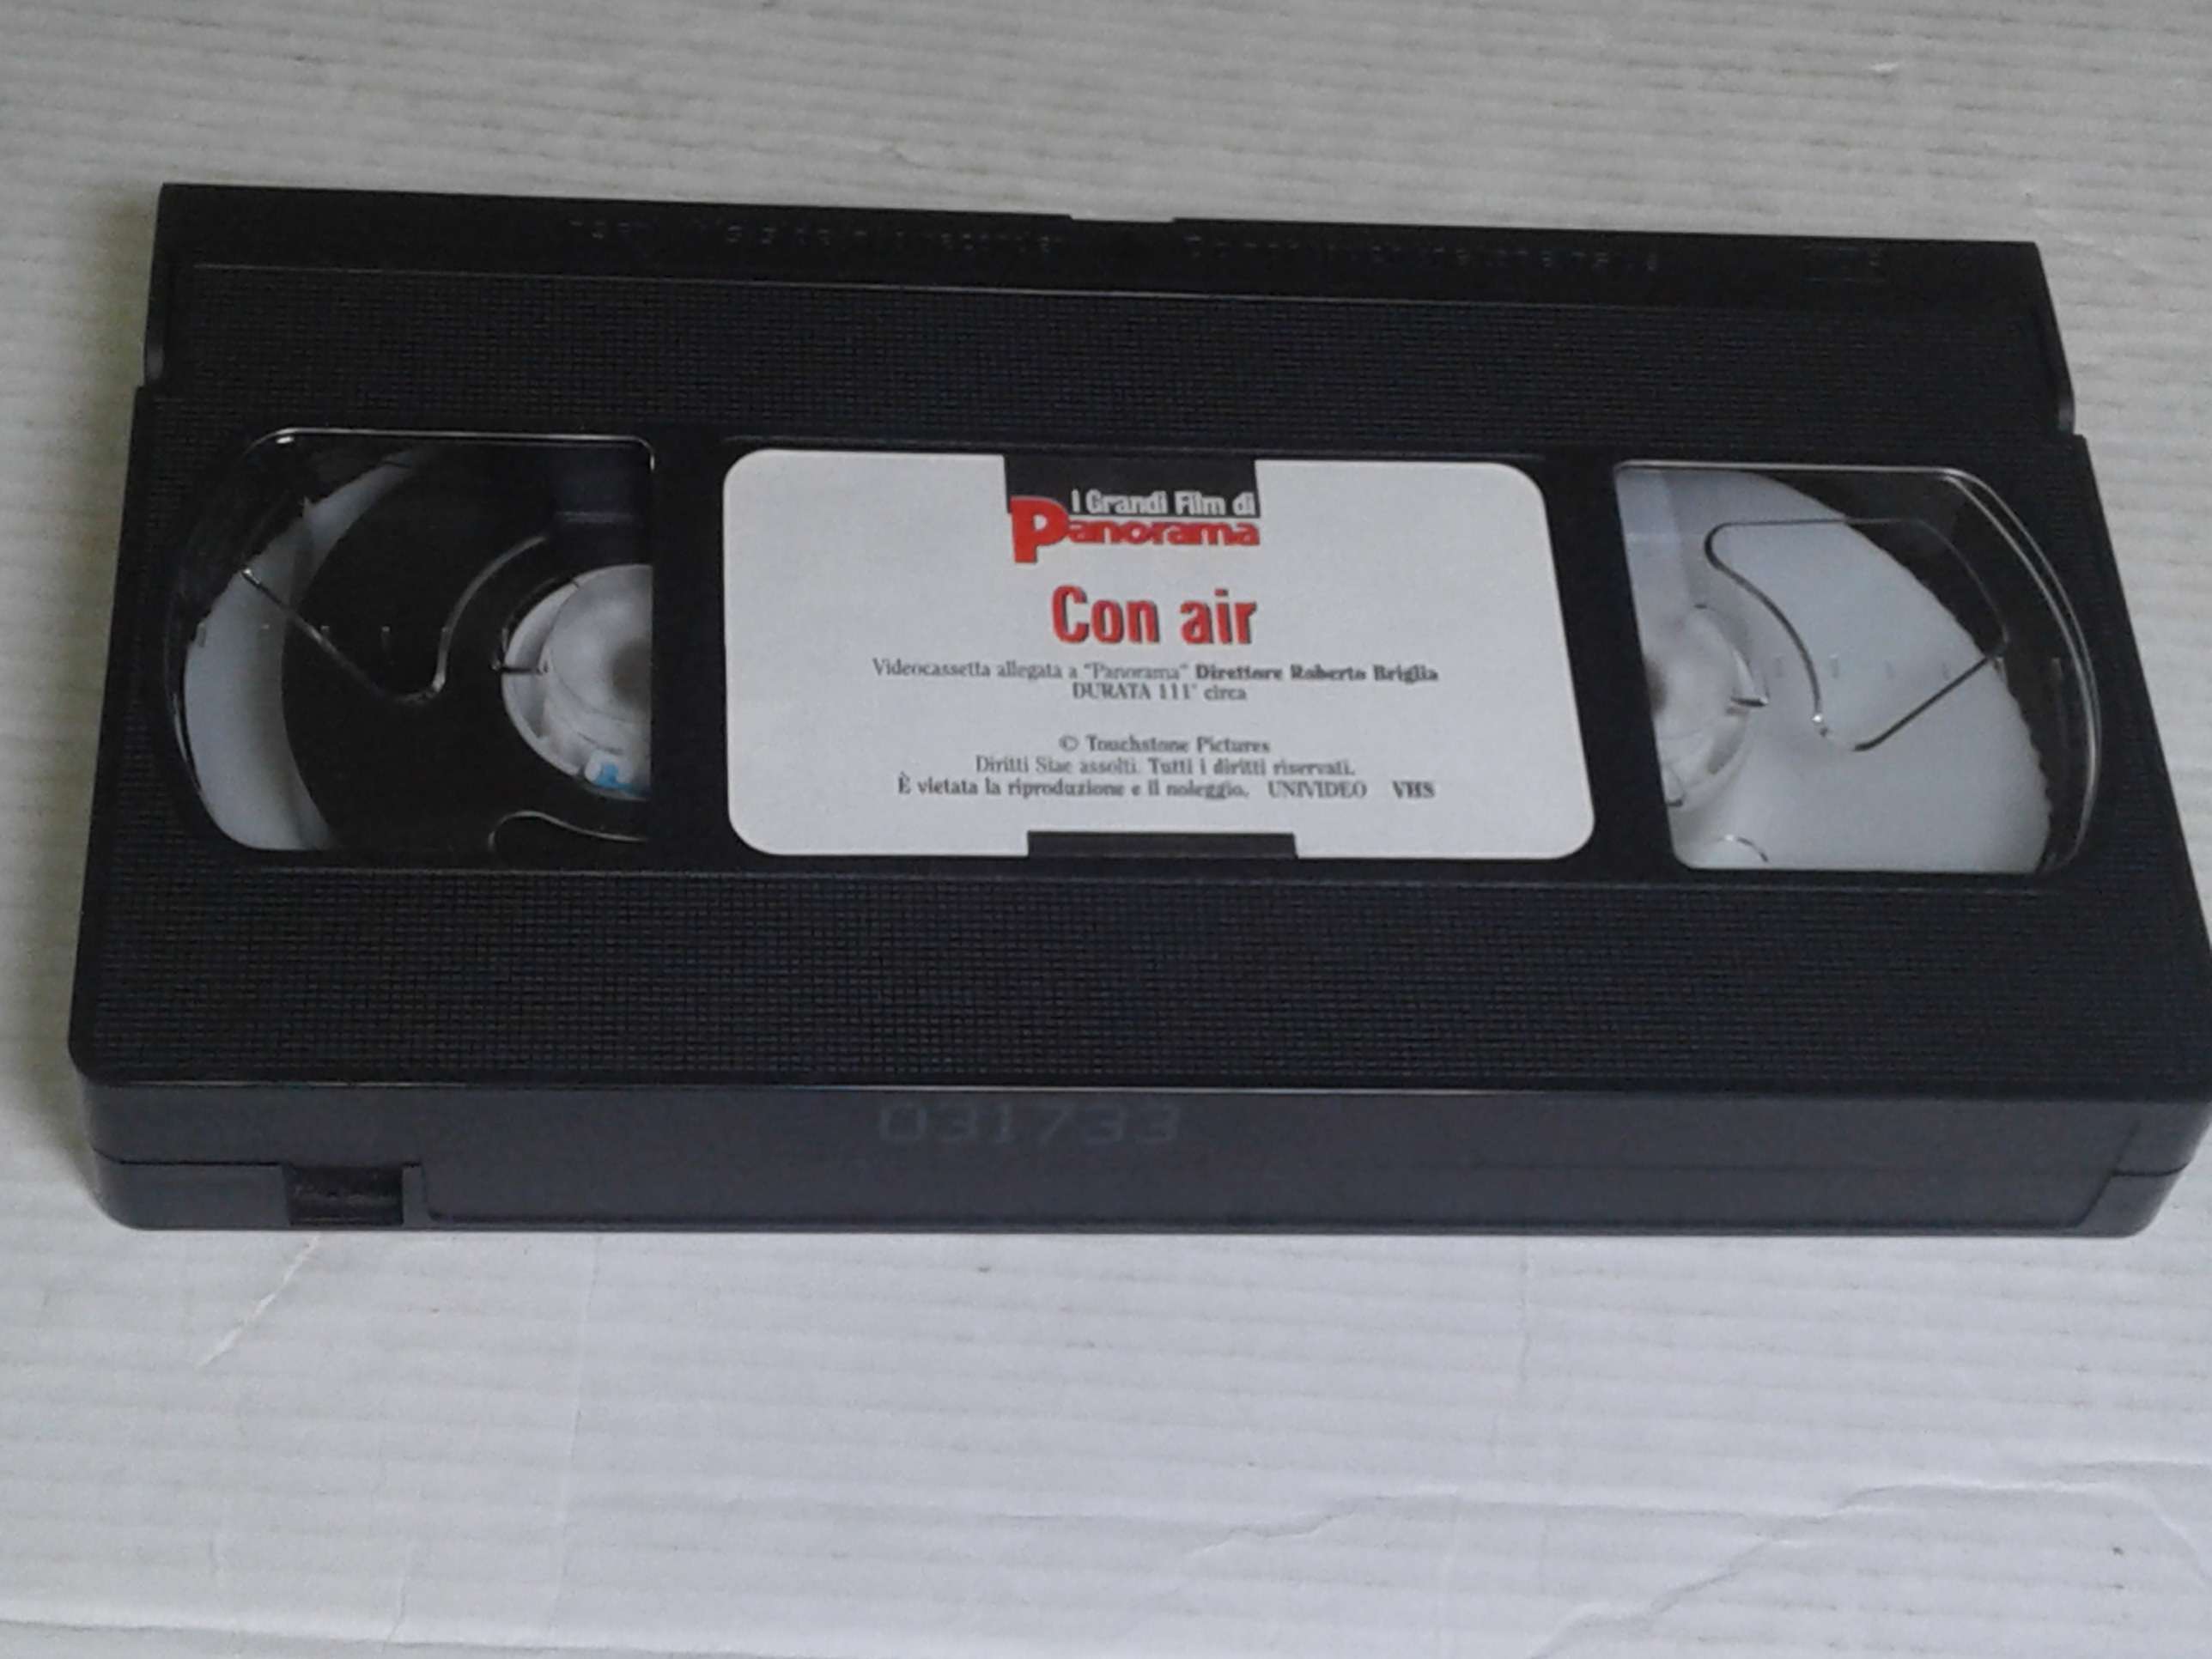 I Grandi Film di
Panorama
Con air
Videocassetta allegata a "Panorama" Direttore Roberto Briglia
DURATA 111' circa
© Touchstone Pictures
Diritti Siae assolti. Tutti i diritti riservati.
È vietata la riproduzione e il noleggio. UNIVIDEO VHS
031733